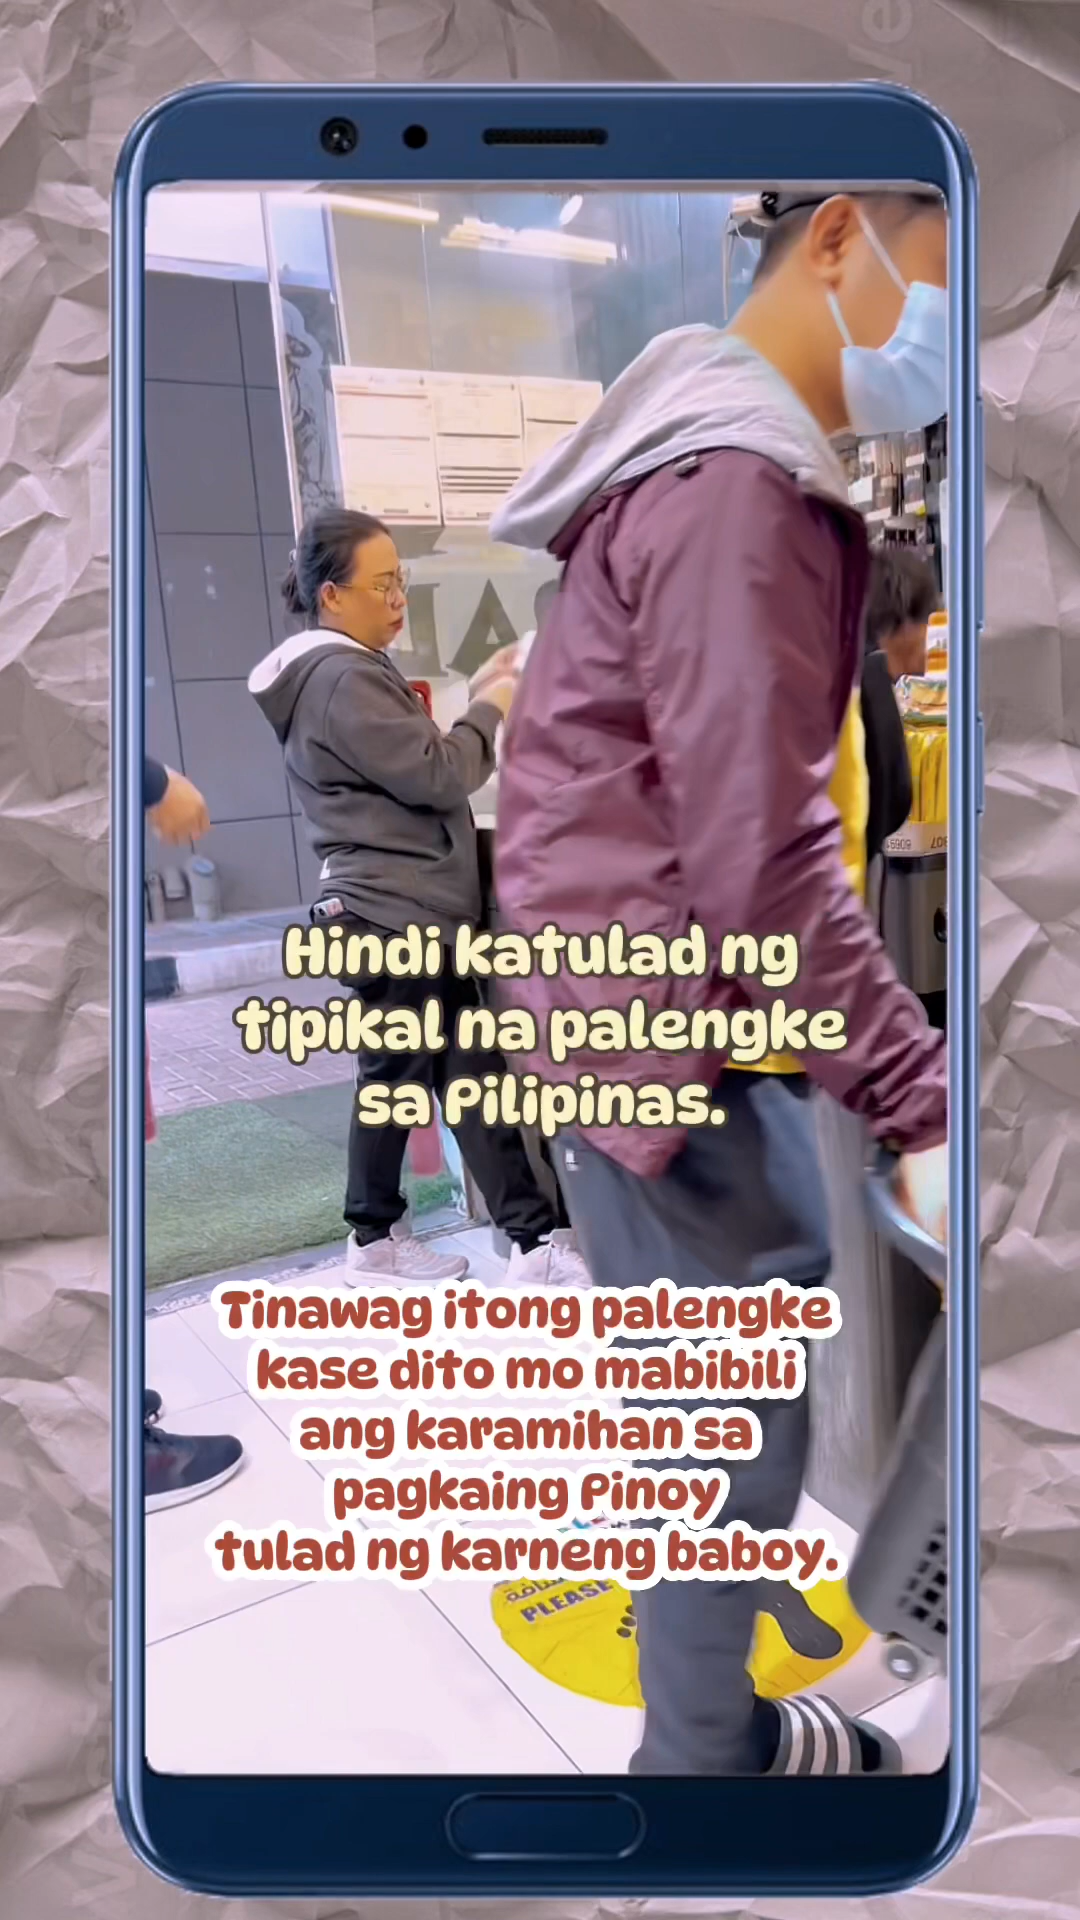 Hindi katulad ng
tipikal na palengke
sa Pilipinas.
Tinawag itong palengke
kase dito mo mabibili
ang karamihan sa
pagkaing Pinoy
tulad ng karneng baboy.
PLEASE